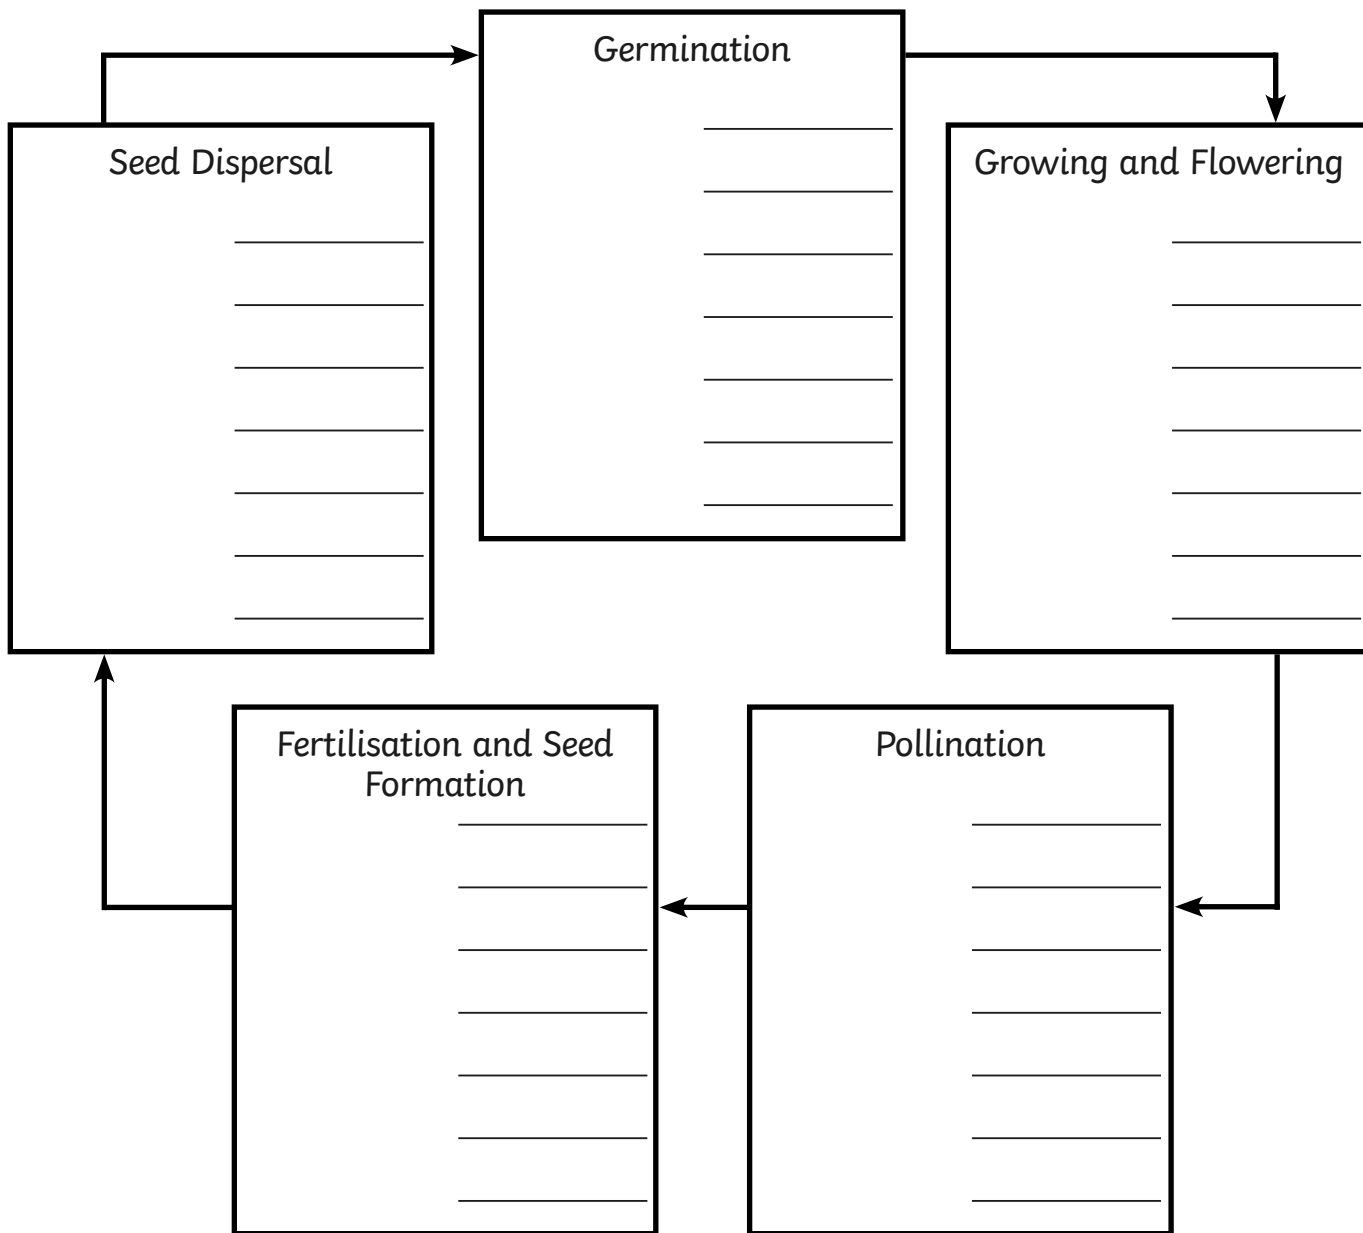 Germination
Seed Dispersal
Growing and Flowering
Fertilisation and Seed
Formation
Pollination